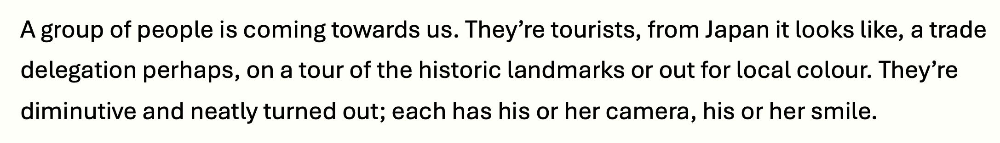 A group of people is coming towards us. They’re tourists, from Japan it looks like, a trade
delegation perhaps, on a tour of the historic landmarks or out for local colour. They’re
diminutive and neatly turned out; each has his or her camera, his or her smile.